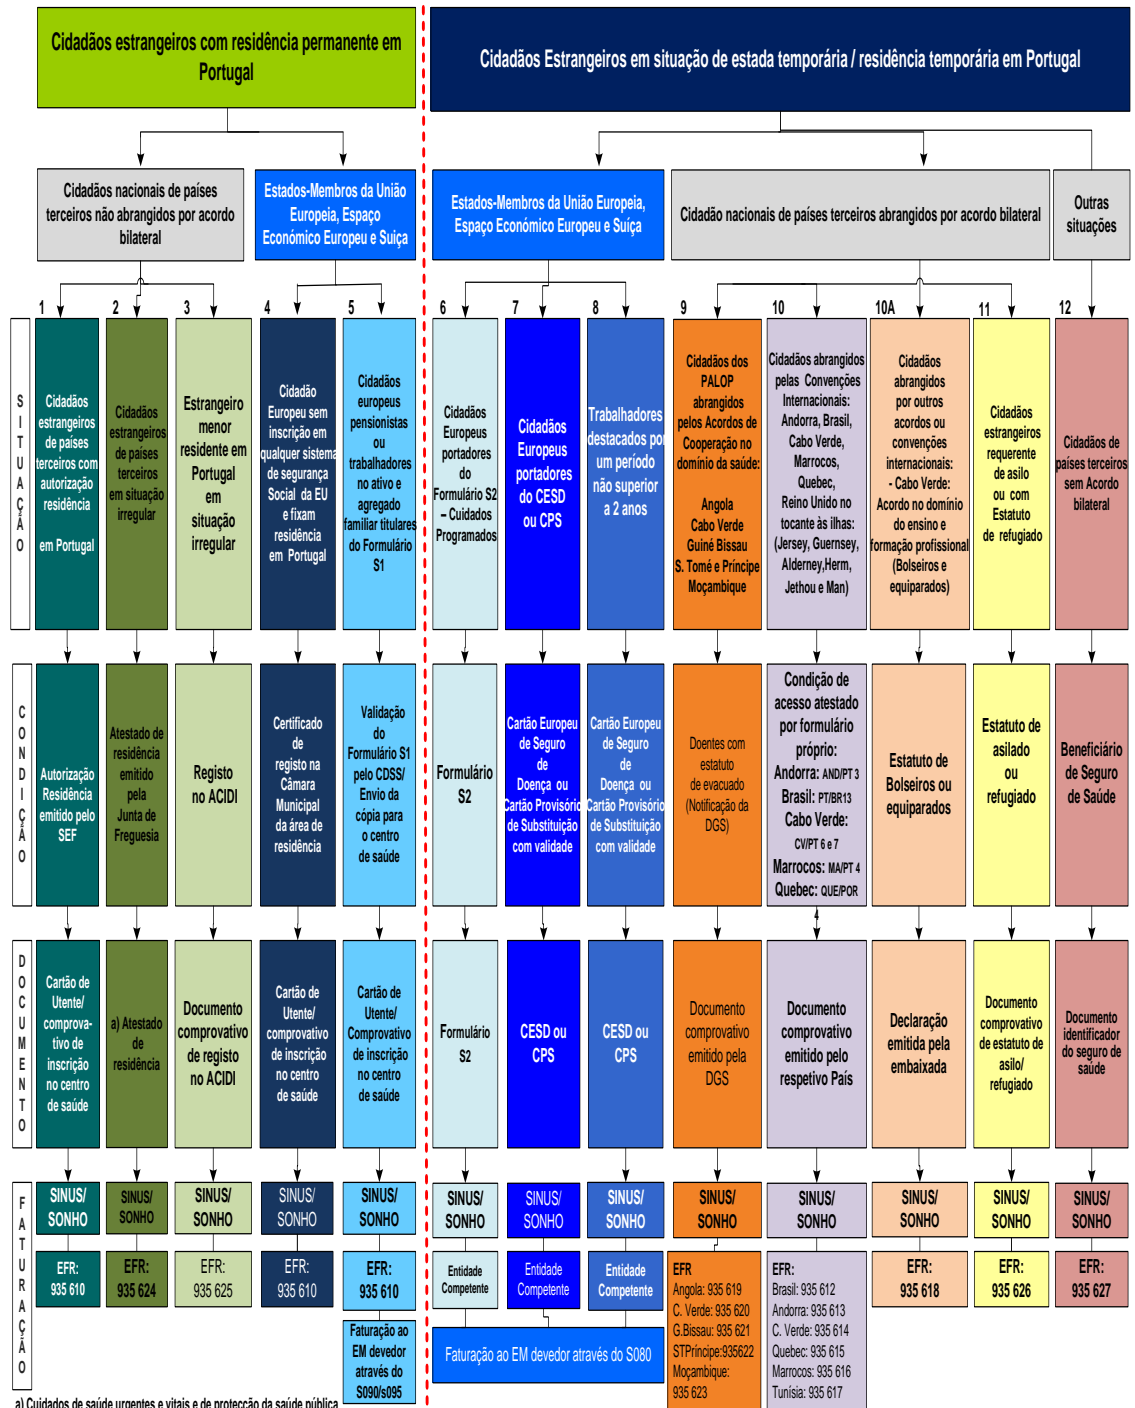 Cidadãos estrangeiros com residência permanente em
Portugal
Cidadãos Estrangeiros em situação de estada temporária / residência temporária em Portugal
Cidadãos nacionais de países
terceiros não abrangidos por acordo
bilateral
Estados-Membros da União
Europeia, Espaço
Económico Europeu e Suiça
Estados-Membros da União Europeia,
Espaço Económico Europeu e Suíça
Cidadão nacionais de países terceiros abrangidos por acordo bilateral
Outras
situações
SITUAÇÃO
1
Cidadãos
estrangeiros
de países
terceiros com
autorização
residência
em Portugal
2
Cidadãos
estrangeiros
de países
terceiros
em situação
irregular
3
Estrangeiro
menor
residente em
Portugal
em
situação
irregular
4
Cidadão
Europeu sem
inscrição em
qualquer sistema
de segurança
Social da EU
e fixam
residência
em Portugal
5
Cidadãos
europeus
pensionistas
ou
trabalhadores
no ativo e
agregado
familiar titulares
do Formulário
S1
6
Cidadãos
Europeus
portadores
do
Formulário S2
– Cuidados
Programados
7
Cidadãos
Europeus
portadores
do CESD
ou CPS
8
Trabalhadores
destacados por
um período
não superior
a 2 anos
9
Cidadãos dos
PALOP
abrangidos
pelos Acordos de
Cooperação no
domínio da saúde:
Angola
Cabo Verde
Guiné Bissau
S. Tomé e Príncipe
Moçambique
10
Cidadãos abrangidos
pelas Convenções
Internacionais:
Andorra, Brasil,
Cabo Verde,
Marrocos,
Quebec,
Reino Unido no
tocante às ilhas:
(Jersey, Guernsey,
Alderney,Herm,
Jethou e Man)
10A
Cidadãos
abrangidos
por outros
acordos ou
convenções
internacionais:
- Cabo Verde:
Acordo no domínio
do ensino e
formação profissional
(Bolseiros e
equiparados)
11
Cidadãos
estrangeiros
requerente de
asilo
ou com
Estatuto
de refugiado
12
Cidadãos de
países terceiros
sem Acordo
bilateral
CONDIÇÃO
Autorização
Residência
emitido pelo
SEF
Atestado de
residência
emitido
pela
Junta de
Freguesia
Registo
no ACIDI
Certificado
de
registo na
Câmara
Municipal
da área de
residência
Validação
do
Formulário S1
pelo CDSS/
Envio da
cópia para
o centro
de saúde
Formulário
S2
Cartão Europeu
de Seguro
de
Doença ou
Cartão Provisório
de Substituição
com validade
Cartão Europeu
de Seguro
de
Doença ou
Cartão Provisório
de Substituição
com validade
Doentes com
estatuto
de evacuado
(Notificação da
DGS)
Condição de
acesso atestado
por formulário
próprio:
Andorra: AND/PT 3
Brasil: PT/BR13
Cabo Verde:
CV/PT 6 e 7
Marrocos: MA/PT 4
Quebec: QUE/POR
4
Estatuto de
Bolseiros ou
equiparados
Estatuto de
asilado
ou
refugiado
Beneficiário
de Seguro
de Saúde
DOCUMENTO
Cartão de
Utente/
comprova-
tivo de
inscrição
no centro
de saúde
a) Atestado
de
residência
Documento
comprovativo
de registo
no ACIDI
Cartão de
Utente/
comprovativo
de inscrição
no centro
de saúde
Cartão de
Utente/
Comprovativo
de inscrição
no centro
de saúde
Formulário
S2
CESD ou
CPS
CESD ou
CPS
Documento
comprovativo
emitido pela
DGS
Documento
comprovativo
emitido pelo
respetivo País
Declaração
emitida pela
embaixada
Documento
comprovativo
de estatuto de
asilo/
refugiado
Documento
identificador
do seguro de
saúde
FATURAÇÃO
SINUS/
SONHO
SINUS/
SONHO
SINUS/
SONHO
SINUS/
SONHO
SINUS/
SONHO
SINUS/
SONHO
SINUS/
SONHO
SINUS/
SONHO
SINUS/
SONHO
SINUS/
SONHO
SINUS/
SONHO
SINUS/
SONHO
SINUS/
SONHO
EFR:
935 610
EFR:
935 624
EFR:
935 625
EFR:
935 610
EFR:
935 610
Entidade
Competente
Entidade
Competente
Entidade
Competente
EFR
Angola: 935 619
C. Verde: 935 620
G.Bissau: 935 621
STPríncipe:935622
Moçambique:
935 623
EFR:
Brasil: 935 612
Andorra: 935 613
C. Verde: 935 614
Quebec: 935 615
Marrocos: 935 616
Tunísia: 935 617
EFR:
935 618
EFR:
935 626
EFR:
935 627
Faturação ao
EM devedor
através do
S090/s095
Faturação ao EM devedor através do S080
a) Cuidados de saúde urgentes e vitais e de protecção da saúde pública